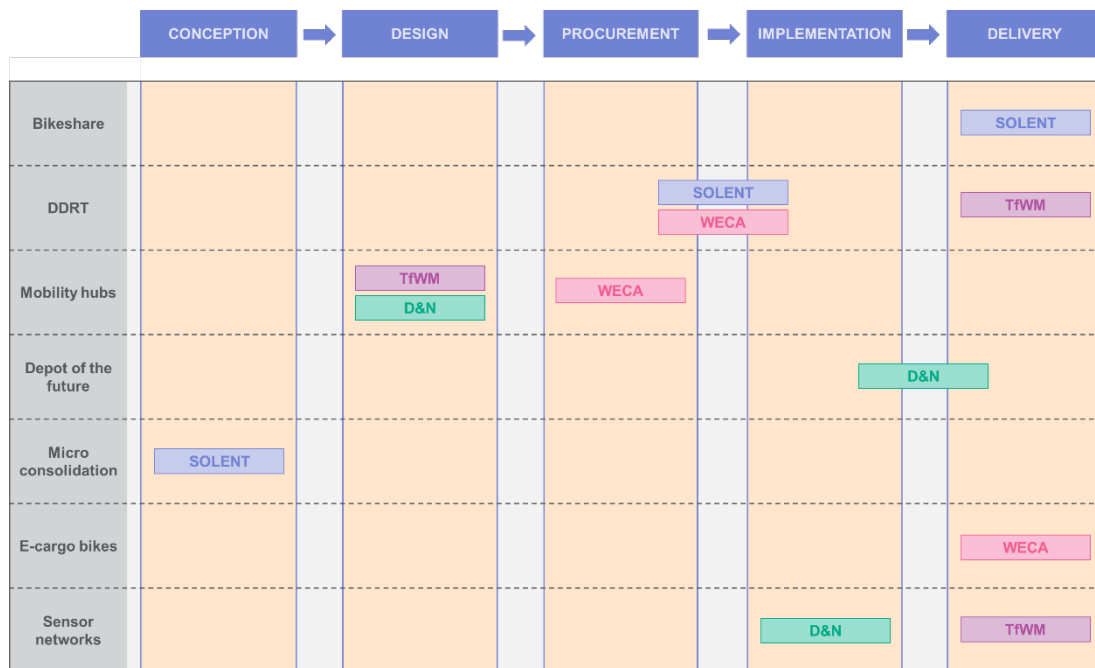 CONCEPTION
DESIGN
PROCUREMENT
IMPLEMENTATION
DELIVERY
Bikeshare
SOLENT
DDRT
SOLENT
WECA
TfWM
Mobility hubs
TfWM
D&N
WECA
Depot of the
future
D&N
Micro
consolidation
SOLENT
E-cargo bikes
WECA
Sensor
networks
D&N
TfWM